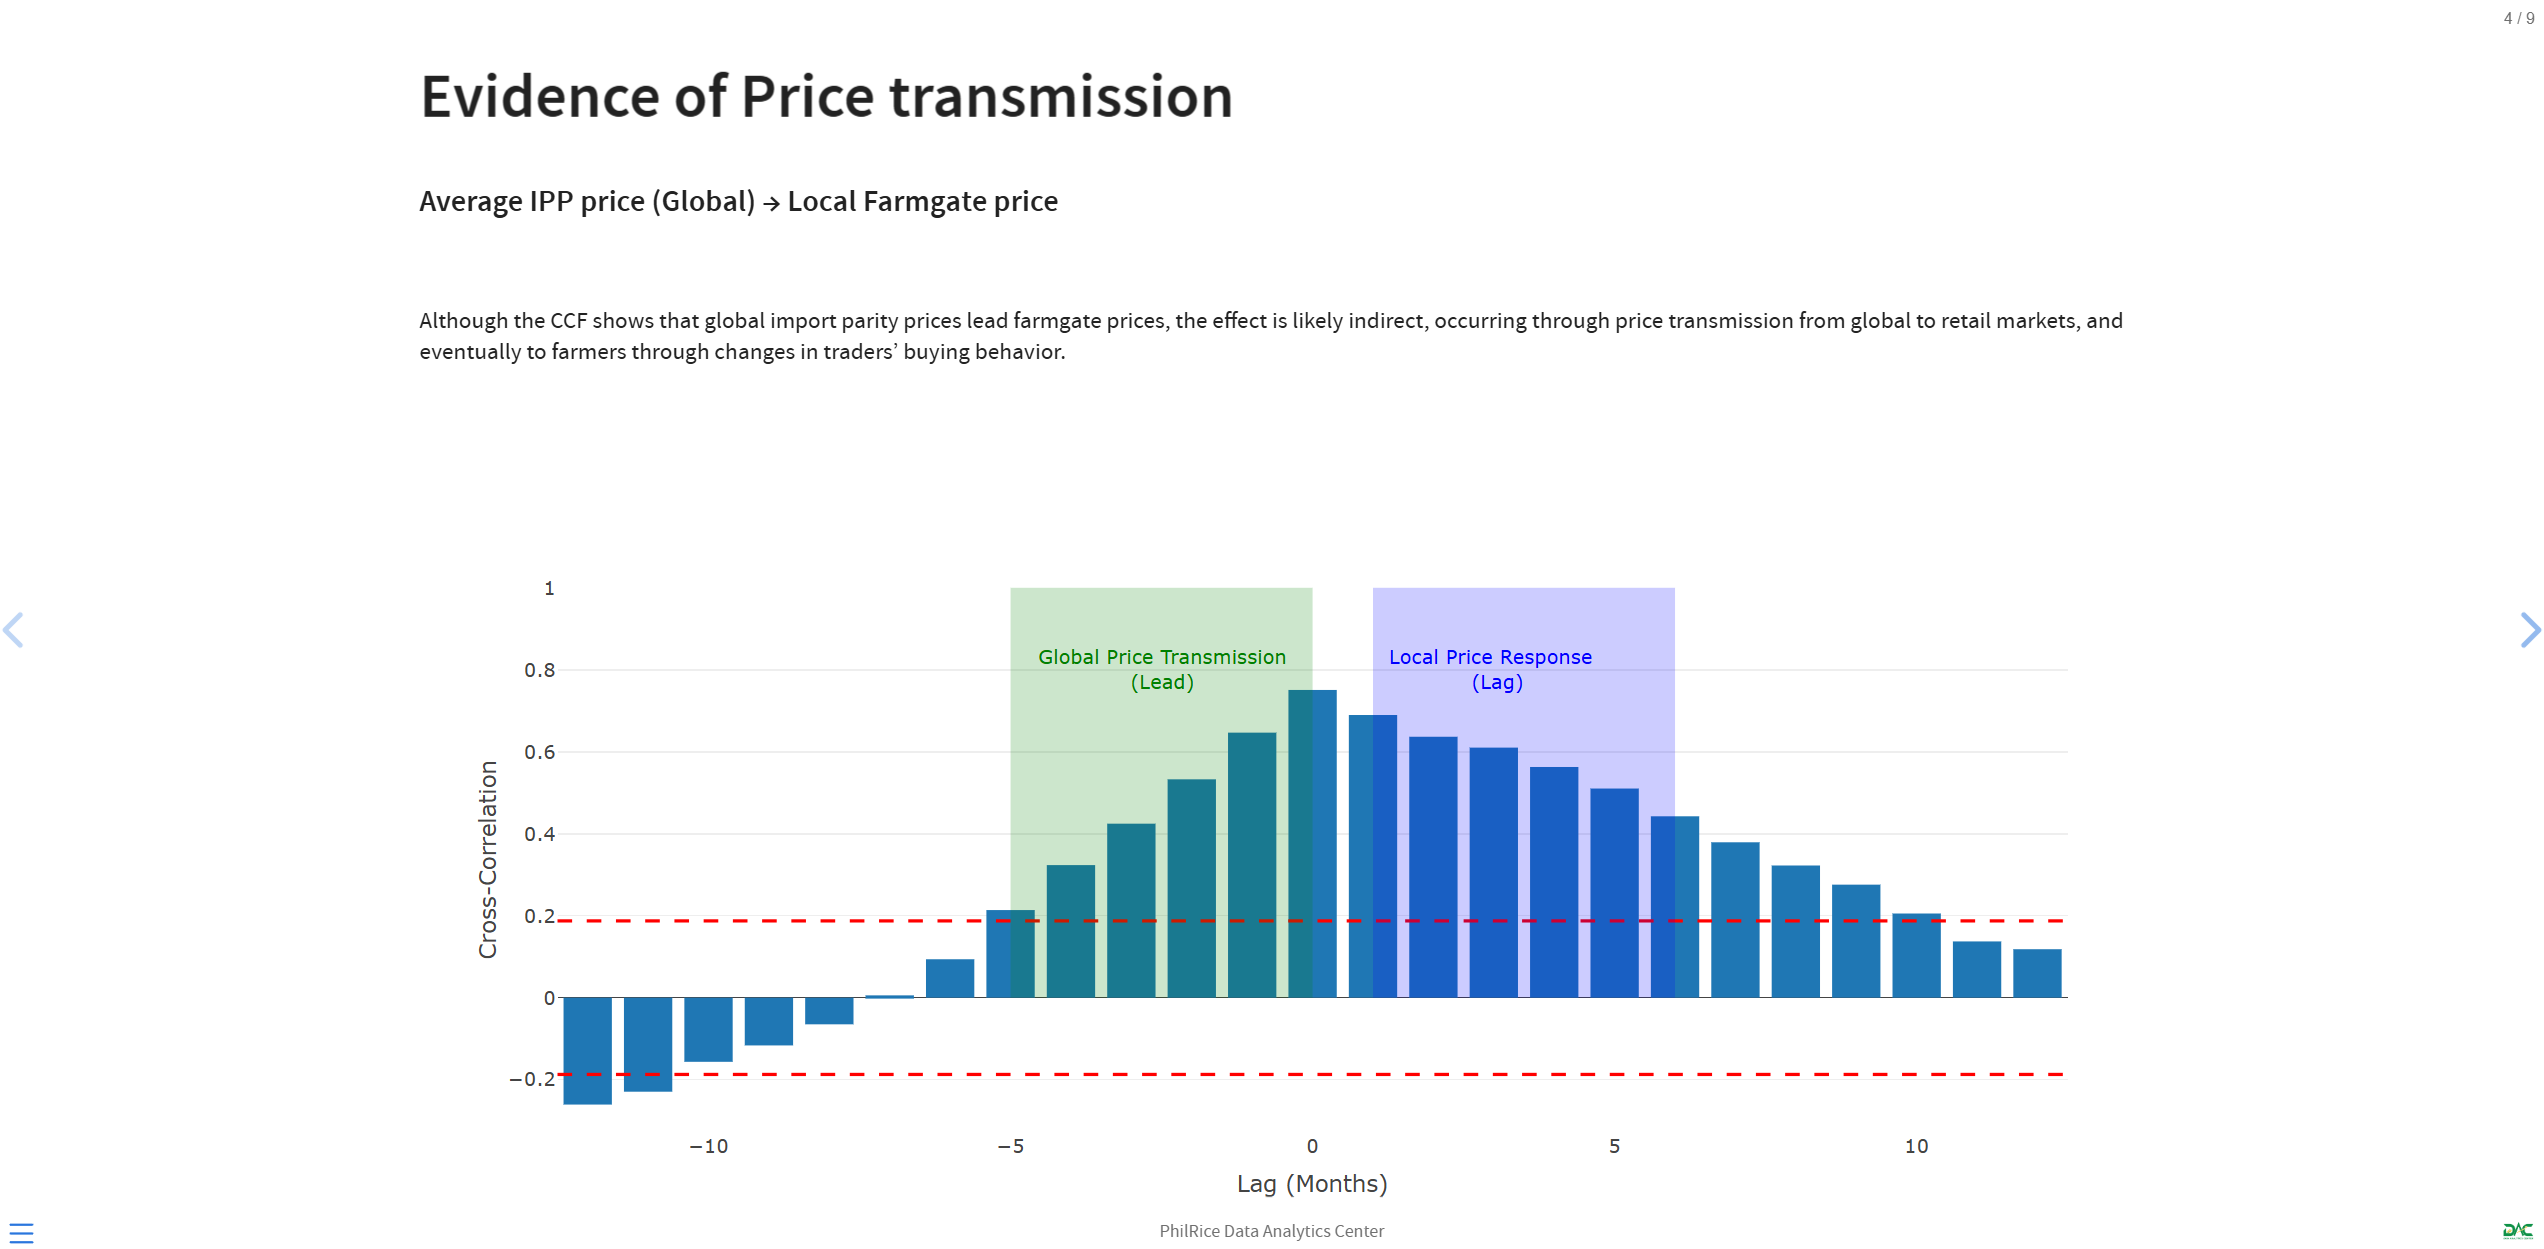 4 / 9
Evidence of Price transmission
Average IPP price (Global) → Local Farmgate price
Although the CCF shows that global import parity prices lead farmgate prices, the effect is likely indirect, occurring through price transmission from global to retail markets, and
eventually to farmers through changes in traders’ buying behavior.
1
0.8
0.6
0.4
0.2
0
−0.2
Cross-Correlation
Global Price Transmission
(Lead)
Local Price Response
(Lag)
−10
−5
0
5
10
Lag (Months)
PhilRice Data Analytics Center
DAC